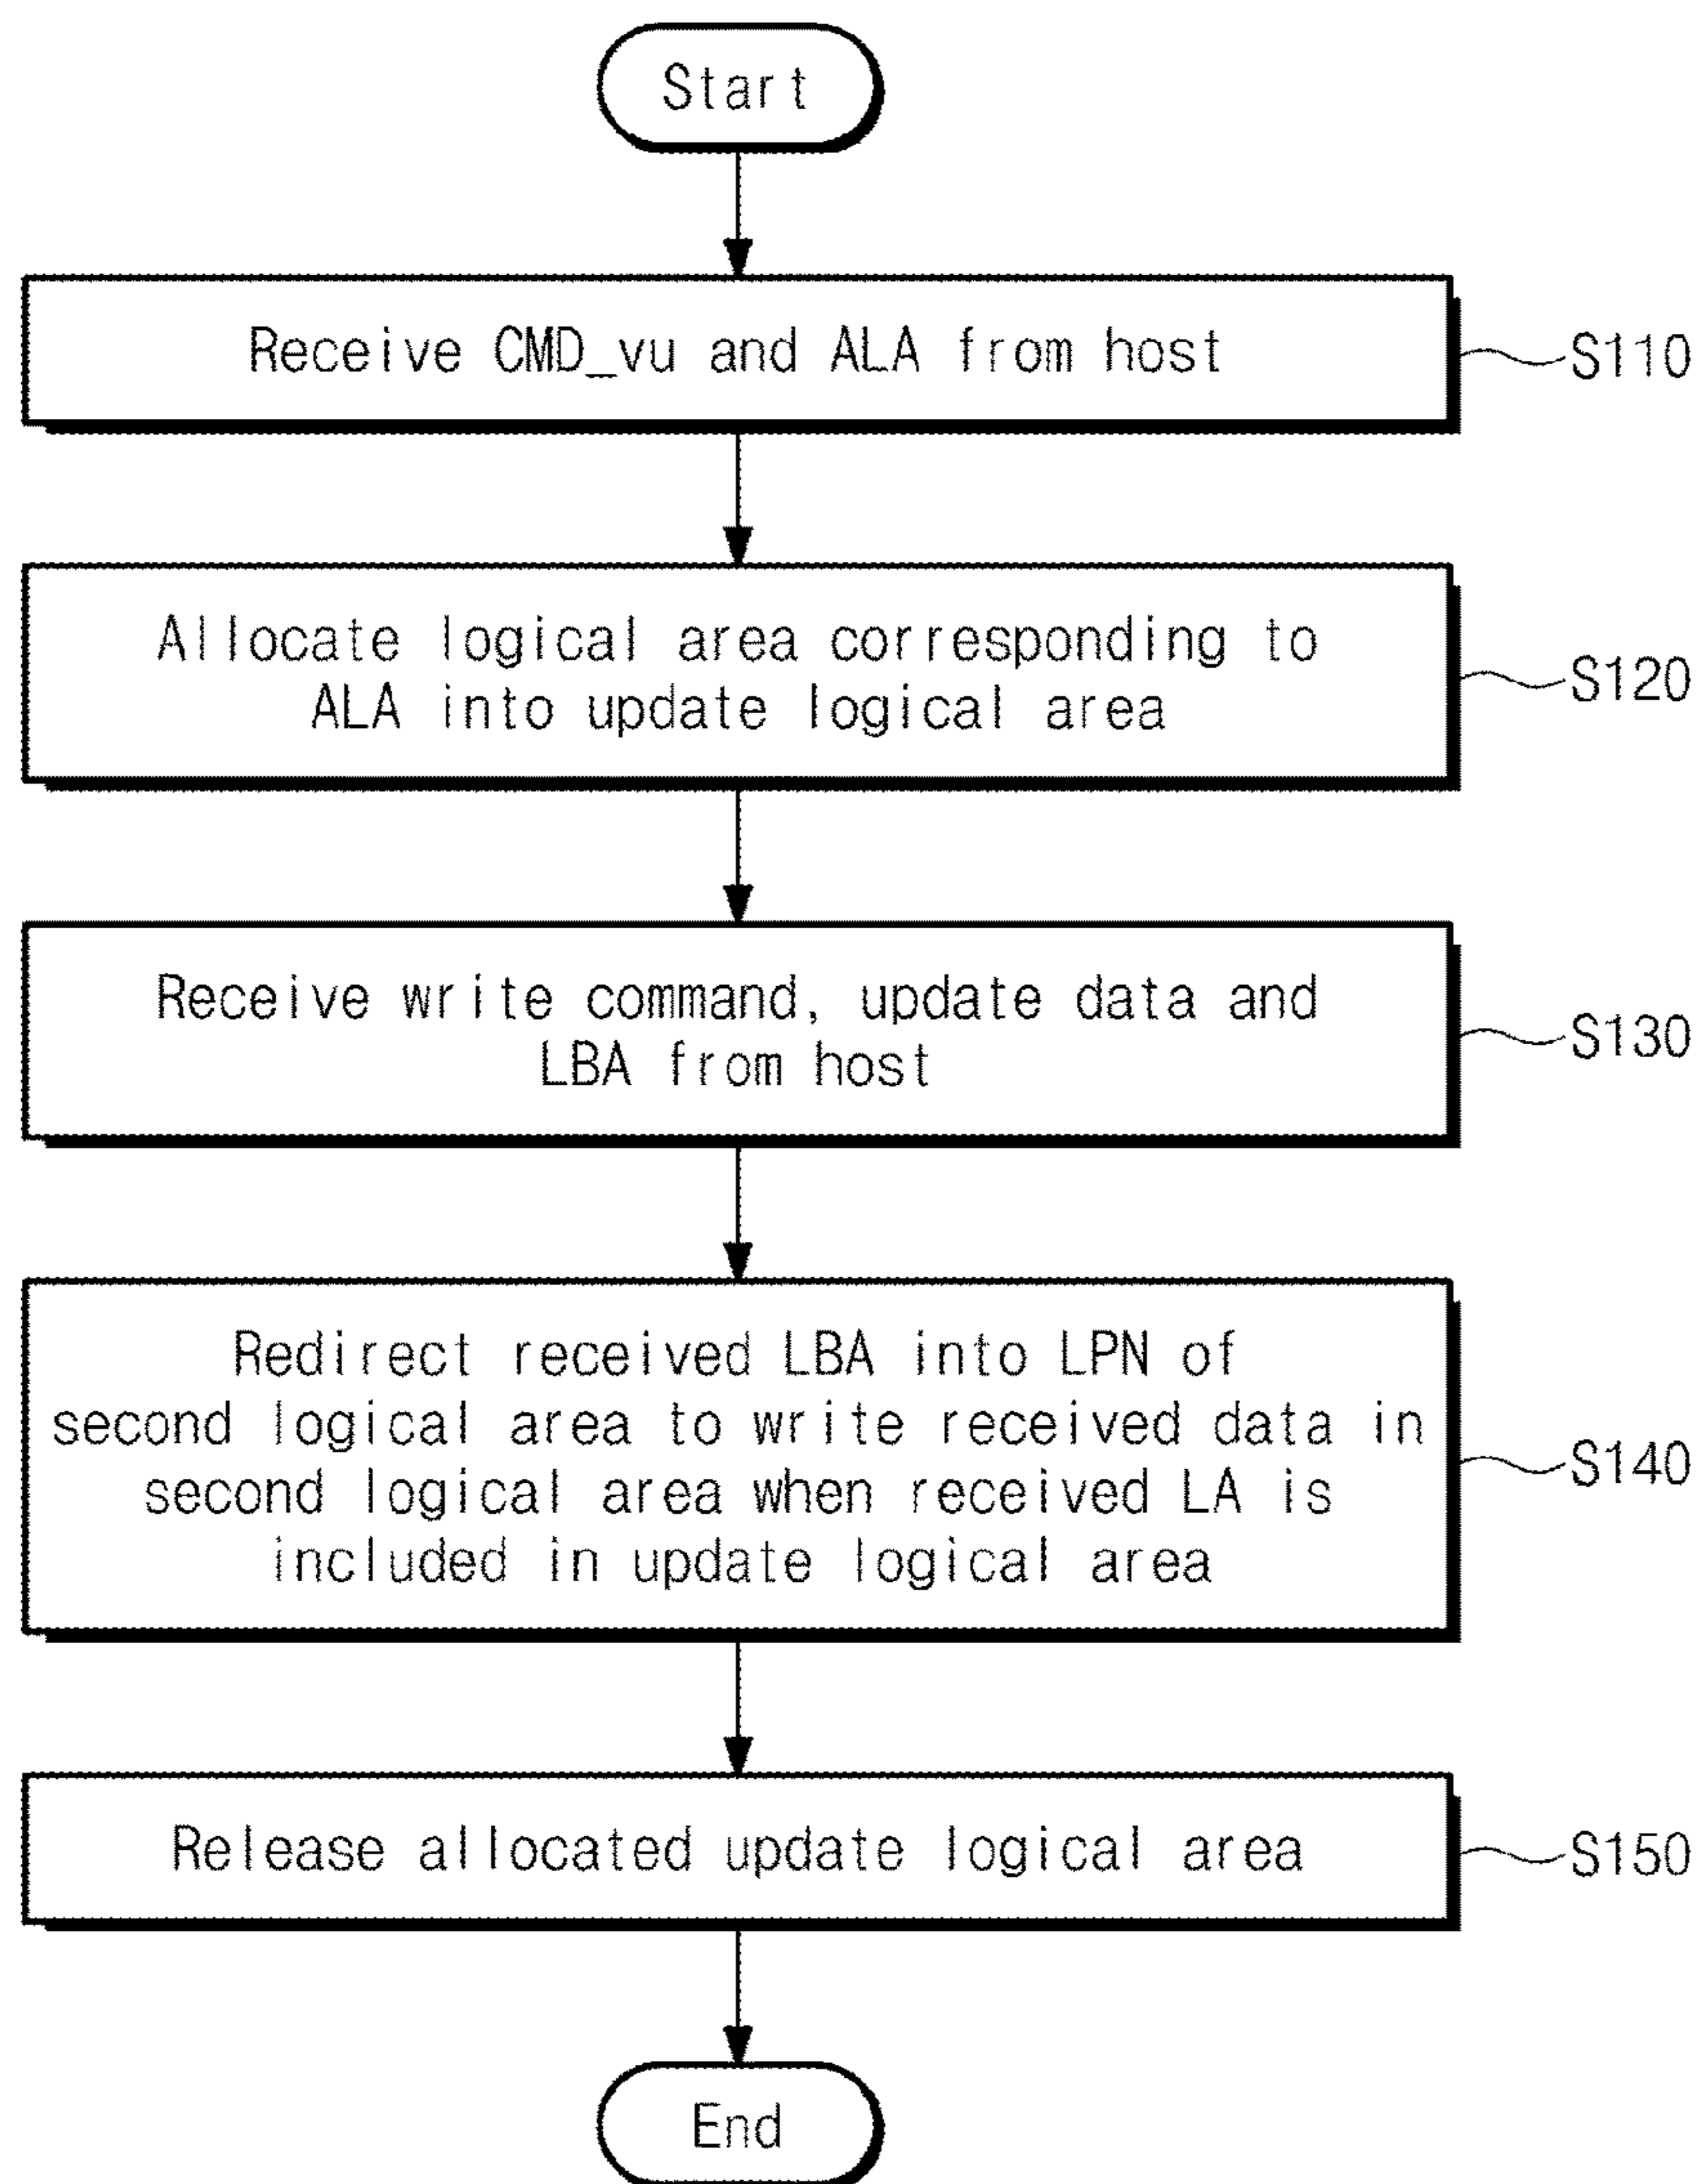 Start
Receive CMD_vu and ALA from host
S110
Allocate logical area corresponding to
ALA into update logical area
S120
Receive write command, update data and
LBA from host
S130
Redirect received LBA into LPN of
second logical area to write received data in
second logical area when received LA is
included in update logical area
S140
Release allocated update logical area
S150
End